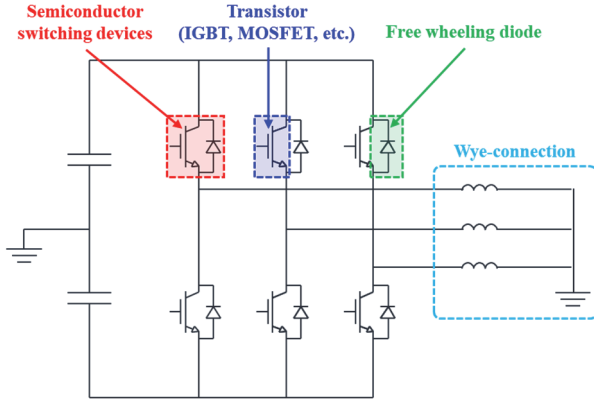 Semiconductor
switching devices
Transistor
(IGBT, MOSFET, etc.)
Free wheeling diode
Wye-connection